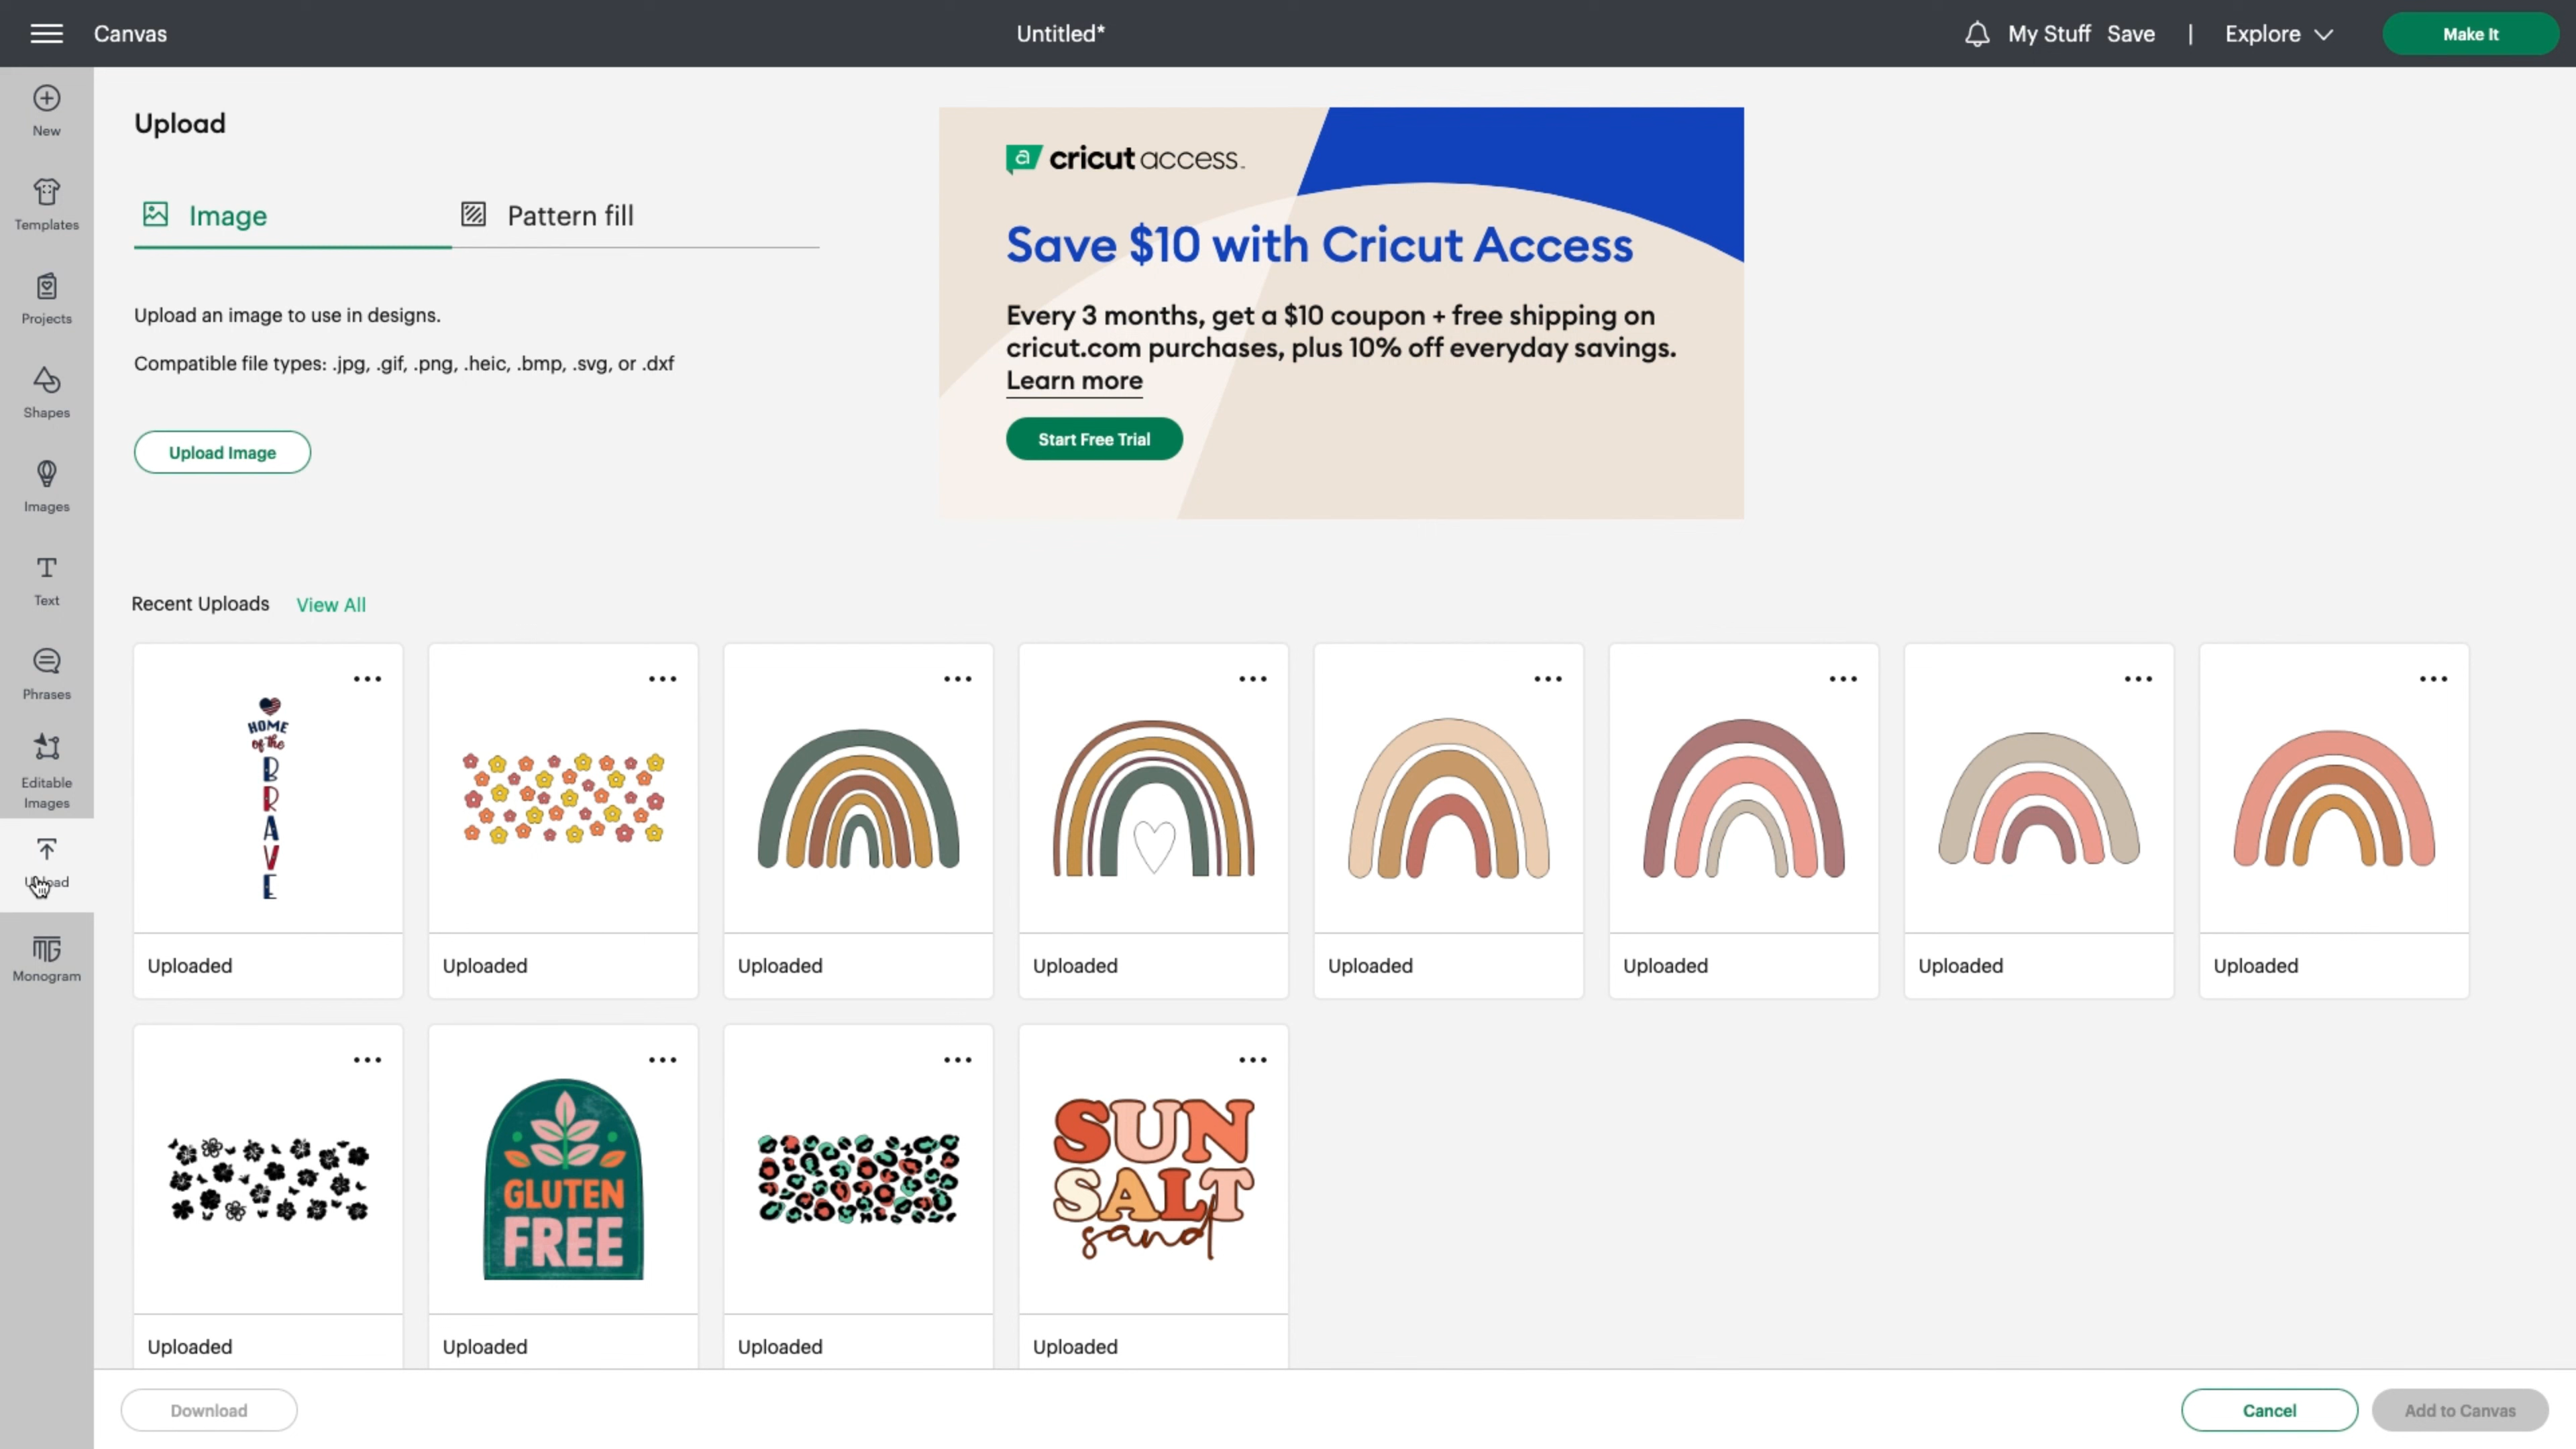 Canvas
Untitled*
My Stuff Save | Explore
Make It
New
Templates
Projects
Shapes
Images
Text
Phrases
Editable
Images
Upload
Monogram
Upload
Image
Pattern fill
Upload an image to use in designs.
Compatible file types: .jpg, .gif, .png, .heic, .bmp, .svg, or .dxf
Upload Image
a cricut access™
Save $10 with Cricut Access
Every 3 months, get a $10 coupon + free shipping on
cricut.com purchases, plus 10% off everyday savings.
Learn more
Start Free Trial
Recent Uploads View All
HOME
of the
BRAVE
Uploaded
Uploaded
Uploaded
Uploaded
Uploaded
Uploaded
Uploaded
Uploaded
GLUTEN
FREE
SUN
SALT
sand
Uploaded
Uploaded
Uploaded
Uploaded
Download
Cancel
Add to Canvas